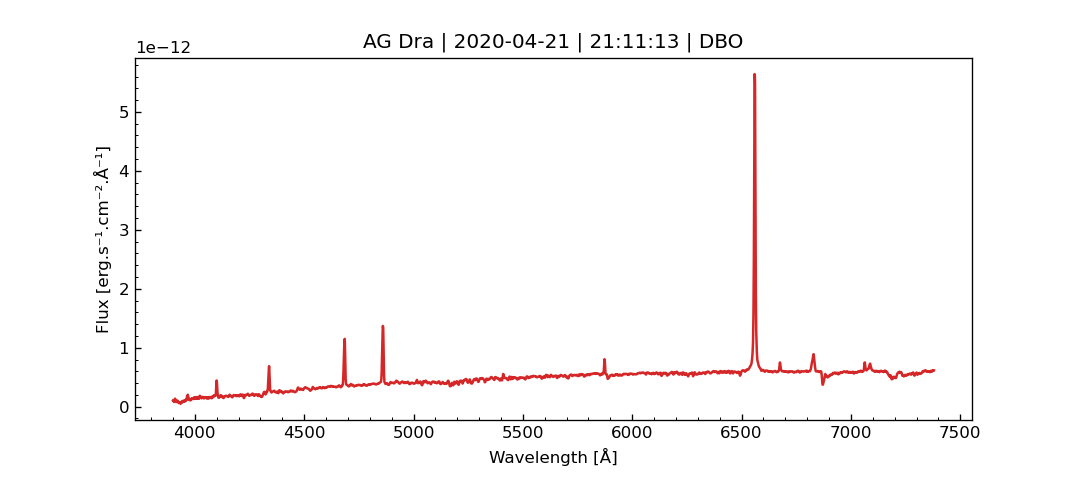 AG Dra | 2020-04-21 | 21:11:13 | DBO
1e−12
5
4
3
2
1
0
Flux [erg.s⁻¹.cm⁻².Å⁻¹]
4000 4500 5000 5500 6000 6500 7000 7500
Wavelength [Å]